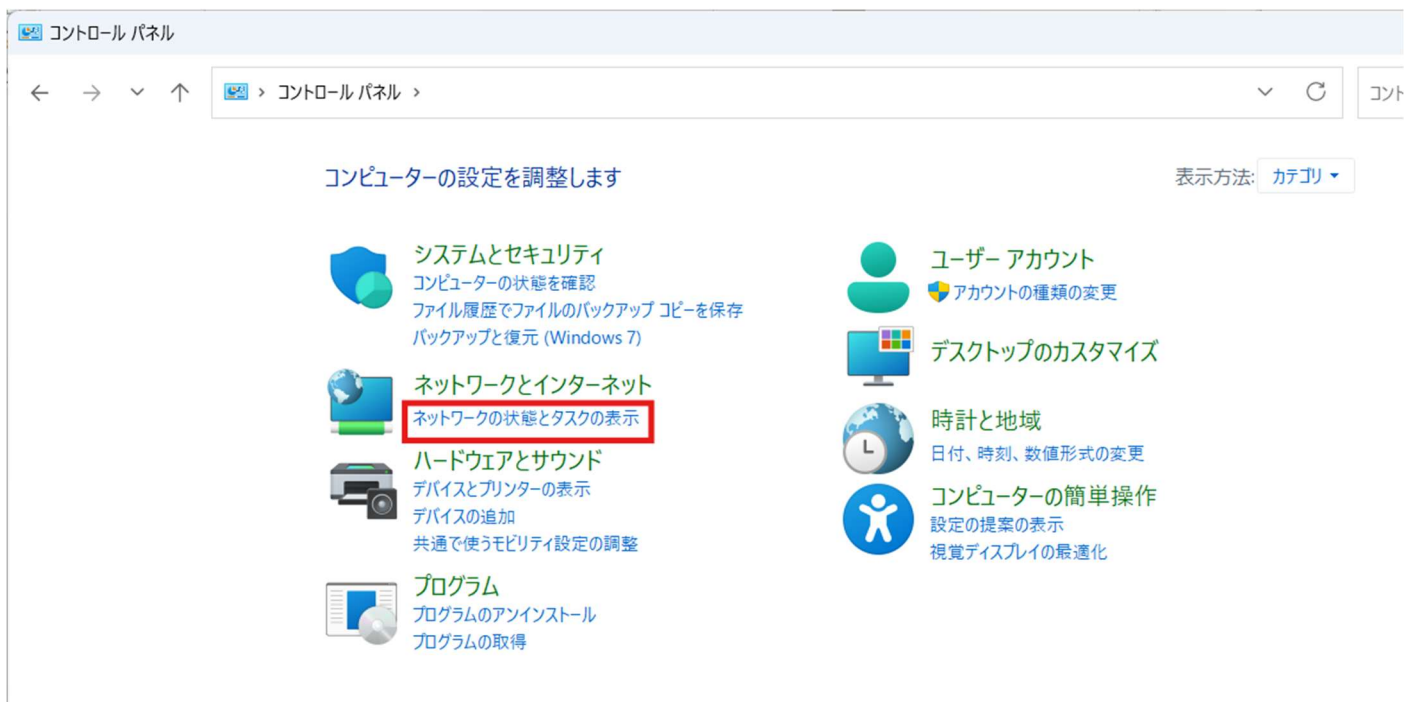 コントロール パネル
コントロール パネル
コント
コンピューターの設定を調整します
表示方法: カテゴリ
システムとセキュリティ
コンピューターの状態を確認
ファイル履歴でファイルのバックアップ コピーを保存
バックアップと復元 (Windows 7)
ネットワークとインターネット
ネットワークの状態とタスクの表示
ハードウェアとサウンド
デバイスとプリンターの表示
デバイスの追加
共通で使うモビリティ設定の調整
プログラム
プログラムのアンインストール
プログラムの取得
ユーザー アカウント
アカウントの種類の変更
デスクトップのカスタマイズ
時計と地域
日付、時刻、数値形式の変更
コンピューターの簡単操作
設定の提案の表示
視覚ディスプレイの最適化